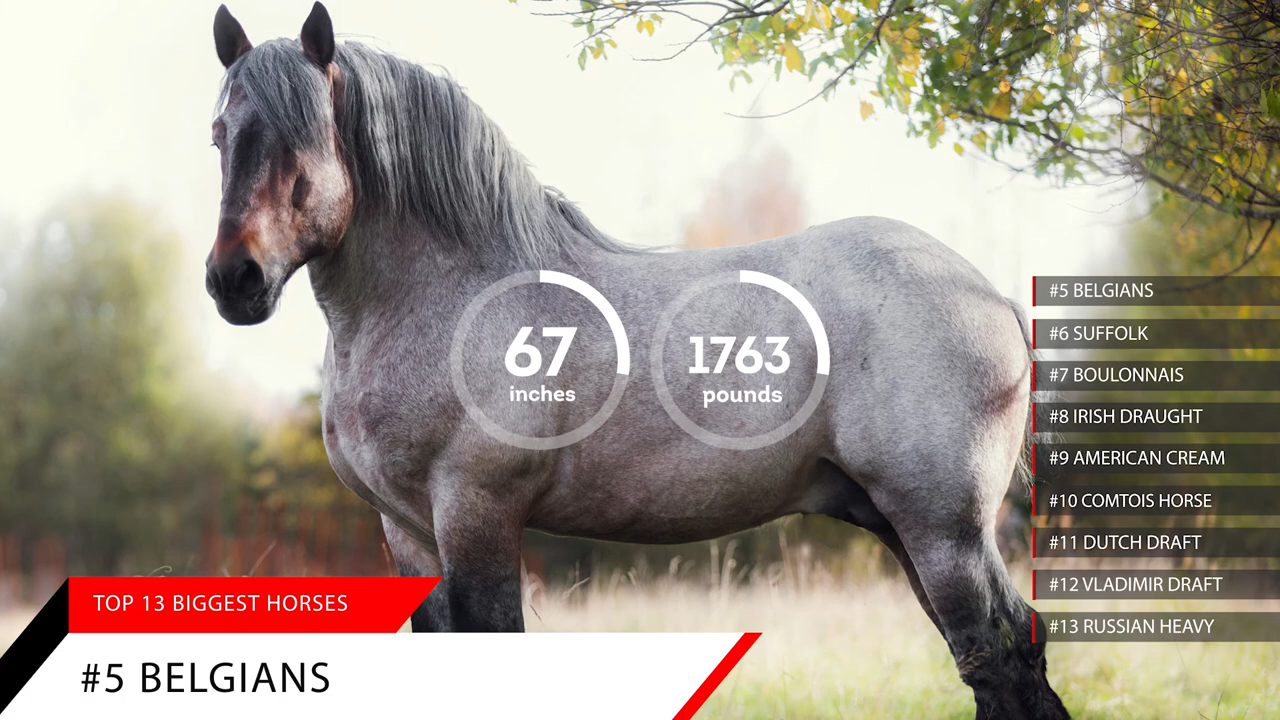 67
inches
1763
pounds
#5 BELGIANS
#6 SUFFOLK
#7 BOULONNAIS
#8 IRISH DRAUGHT
#9 AMERICAN CREAM
#10 COMTOIS HORSE
#11 DUTCH DRAFT
#12 VLADIMIR DRAFT
#13 RUSSIAN HEAVY
TOP 13 BIGGEST HORSES
#5 BELGIANS